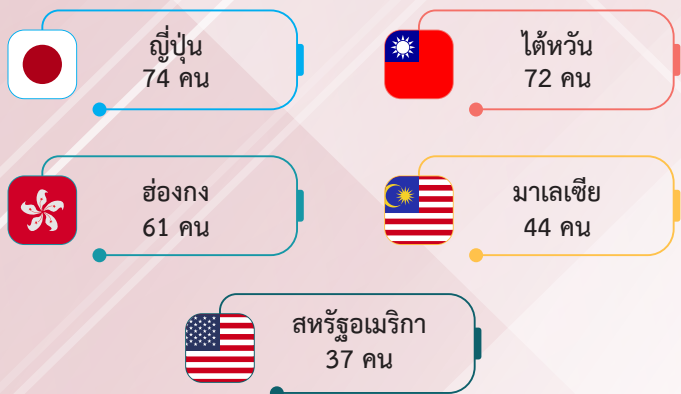 ญี่ปุ่น
74 คน
ไต้หวัน
72 คน
ฮ่องกง
61 คน
มาเลเซีย
44 คน
สหรัฐอเมริกา
37 คน